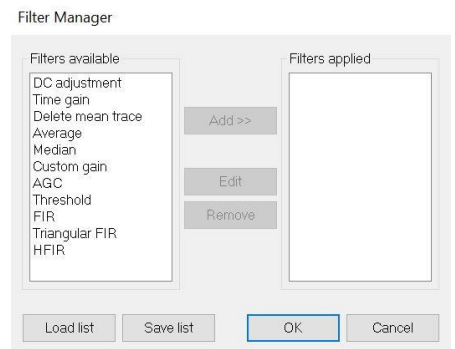 Filter Manager
Filters available
DC adjustment
Time gain
Delete mean trace
Average
Median
Custom gain
AGC
Threshold
FIR
Triangular FIR
HFIR
Add >>
Edit
Remove
Filters applied
Load list
Save list
OK
Cancel